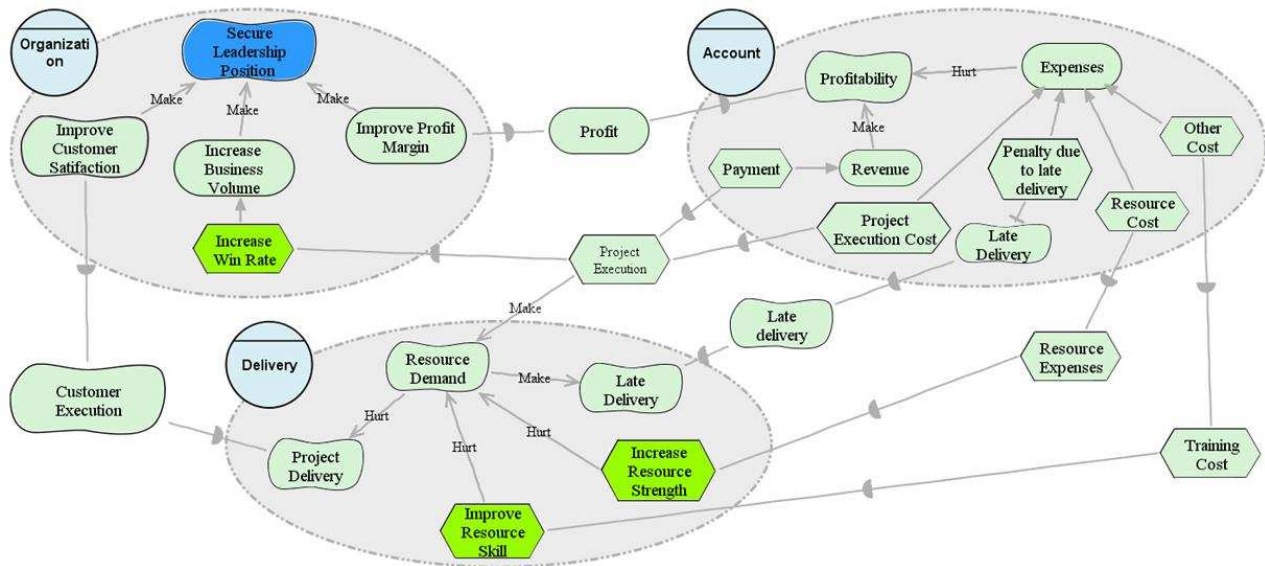 Organizati
on
Secure
Leadership
Position
Make
Make
Make
Improve
Customer
Satifaction
Increase
Business
Volume
Improve Profit
Margin
Increase
Win Rate
Profit
Account
Profitability
Hurt
Expenses
Make
Payment
Revenue
Penalty due
to late
delivery
Other
Cost
Project
Execution Cost
Late
Delivery
Resource
Cost
Project
Execution
Make
Late
delivery
Resource
Expenses
Delivery
Resource
Demand
Make
Late
Delivery
Customer
Execution
Hurt
Hurt
Hurt
Project
Delivery
Increase
Resource
Strength
Improve
Resource
Skill
Training
Cost